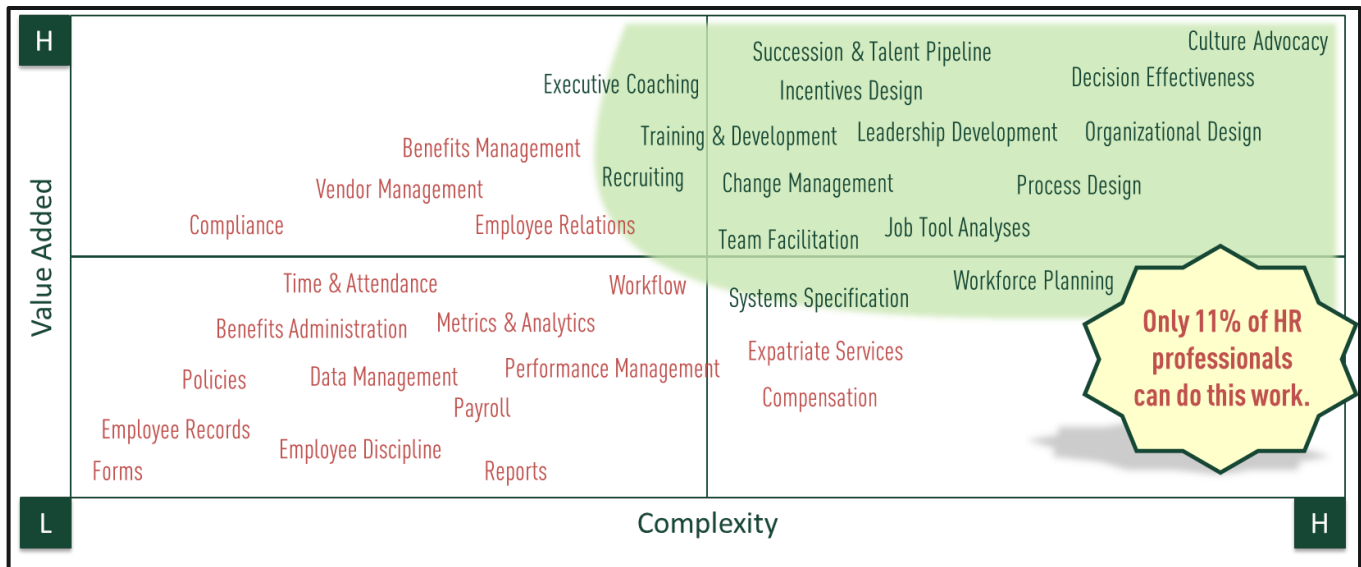 H
Culture Advocacy
Succession & Talent Pipeline
Decision Effectiveness
Executive Coaching
Incentives Design
Training & Development
Leadership Development
Organizational Design
Benefits Management
Recruiting
Change Management
Process Design
Vendor Management
Compliance
Employee Relations
Team Facilitation
Job Tool Analyses
Value Added
Time & Attendance
Workflow
Systems Specification
Workforce Planning
Benefits Administration
Metrics & Analytics
Only 11% of HR
professionals
can do this work.
Expatriate Services
Policies
Data Management
Performance Management
Payroll
Compensation
Employee Records
Employee Discipline
Forms
Reports
L
Complexity
H